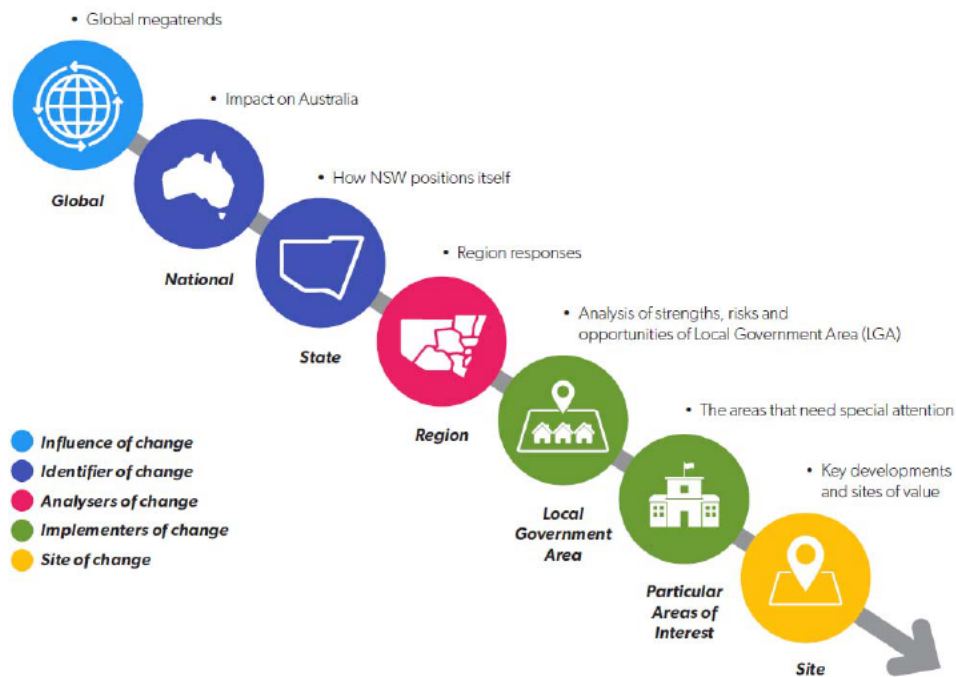 • Global megatrends
• Impact on Australia
Global
• How NSW positions itself
National
• Region responses
State
• Analysis of strengths, risks and
opportunities of Local Government Area (LGA)
Region
• The areas that need special attention
Local
Government
Area
• Key developments
and sites of value
Particular
Areas of
Interest
Site
Influence of change
Identifier of change
Analysers of change
Implementers of change
Site of change